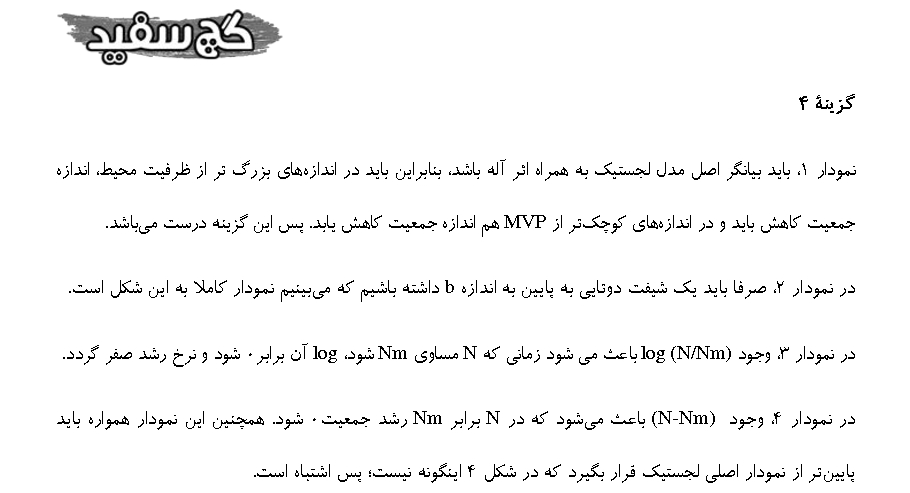 گچ سفید
گزینهٔ ۴
نمودار ۱، باید بیانگر اصل مدل لجستیک به همراه اثر آله باشد، بنابراین باید در اندازه‌های بزرگ تر از ظرفیت محیط، اندازه
جمعیت کاهش یابد و در اندازه‌های کوچک‌تر از MVP هم اندازه جمعیت کاهش یابد. پس این گزینه درست می‌باشد.
در نمودار ۲، صرفا باید یک شیفت دوتایی به پایین به اندازه b داشته باشیم که می‌بینیم نمودار کاملا به این شکل است.
در نمودار ۳، وجود log (N/Nm) باعث می شود زمانی که N مساوی Nm شود، log آن برابر۰ شود و نرخ رشد صفر گردد.
در نمودار ۴، وجود (N-Nm) باعث می‌شود که در N برابر Nm رشد جمعیت۰ شود. همچنین این نمودار همواره باید
پایین‌تر از نمودار اصلی لجستیک قرار بگیرد که در شکل ۴ اینگونه نیست؛ پس اشتباه است.